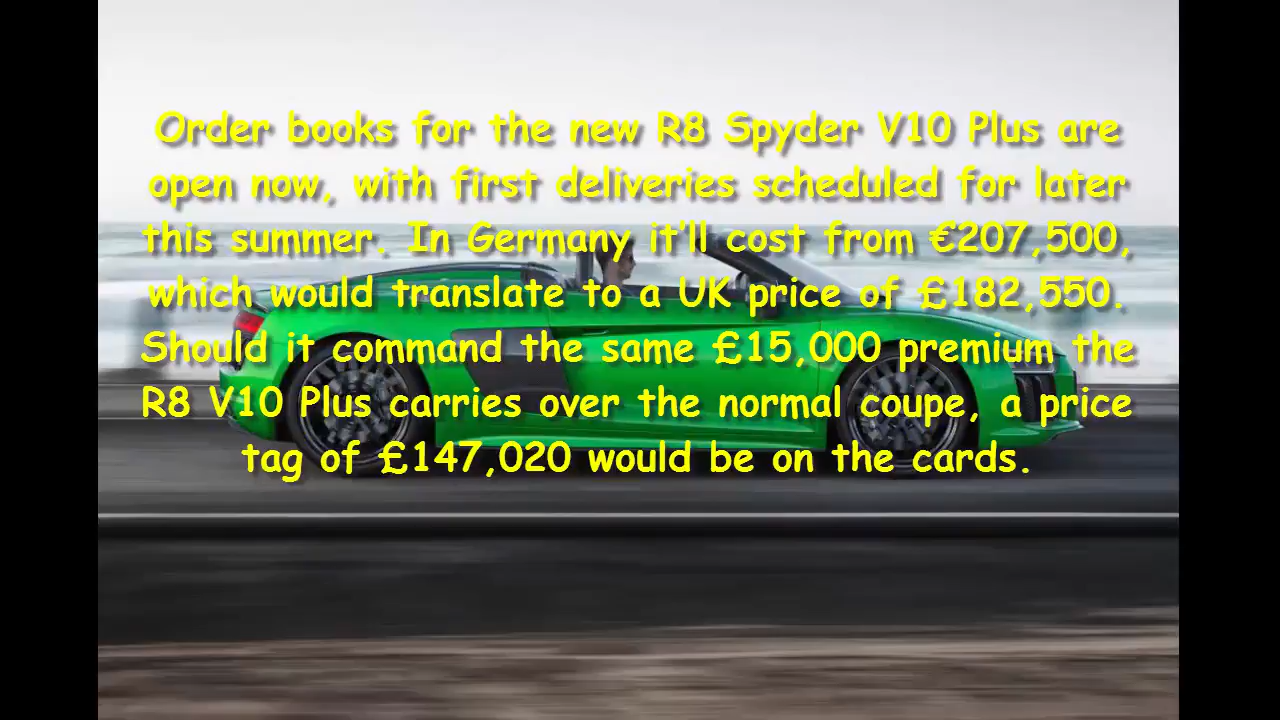 Order books for the new R8 Spyder V10 Plus are
open now, with first deliveries scheduled for later
this summer. In Germany it’ll cost from €207,500,
which would translate to a UK price of £182,550.
Should it command the same £15,000 premium the
R8 V10 Plus carries over the normal coupe, a price
tag of £147,020 would be on the cards.